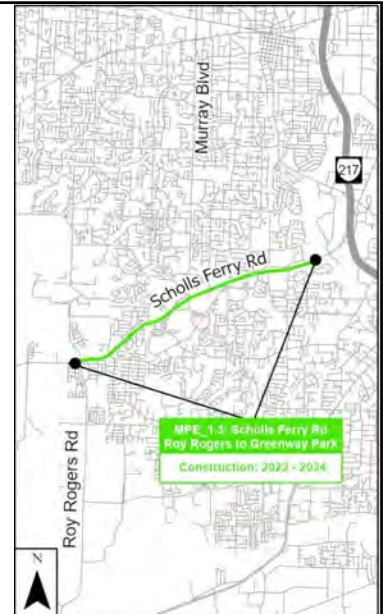 Murray Blvd
217
Scholls Ferry Rd
MPE_1.3: Scholls Ferry Rd
Roy Rogers to Greenway Park
Construction: 2022 - 2024
Roy Rogers Rd
Z